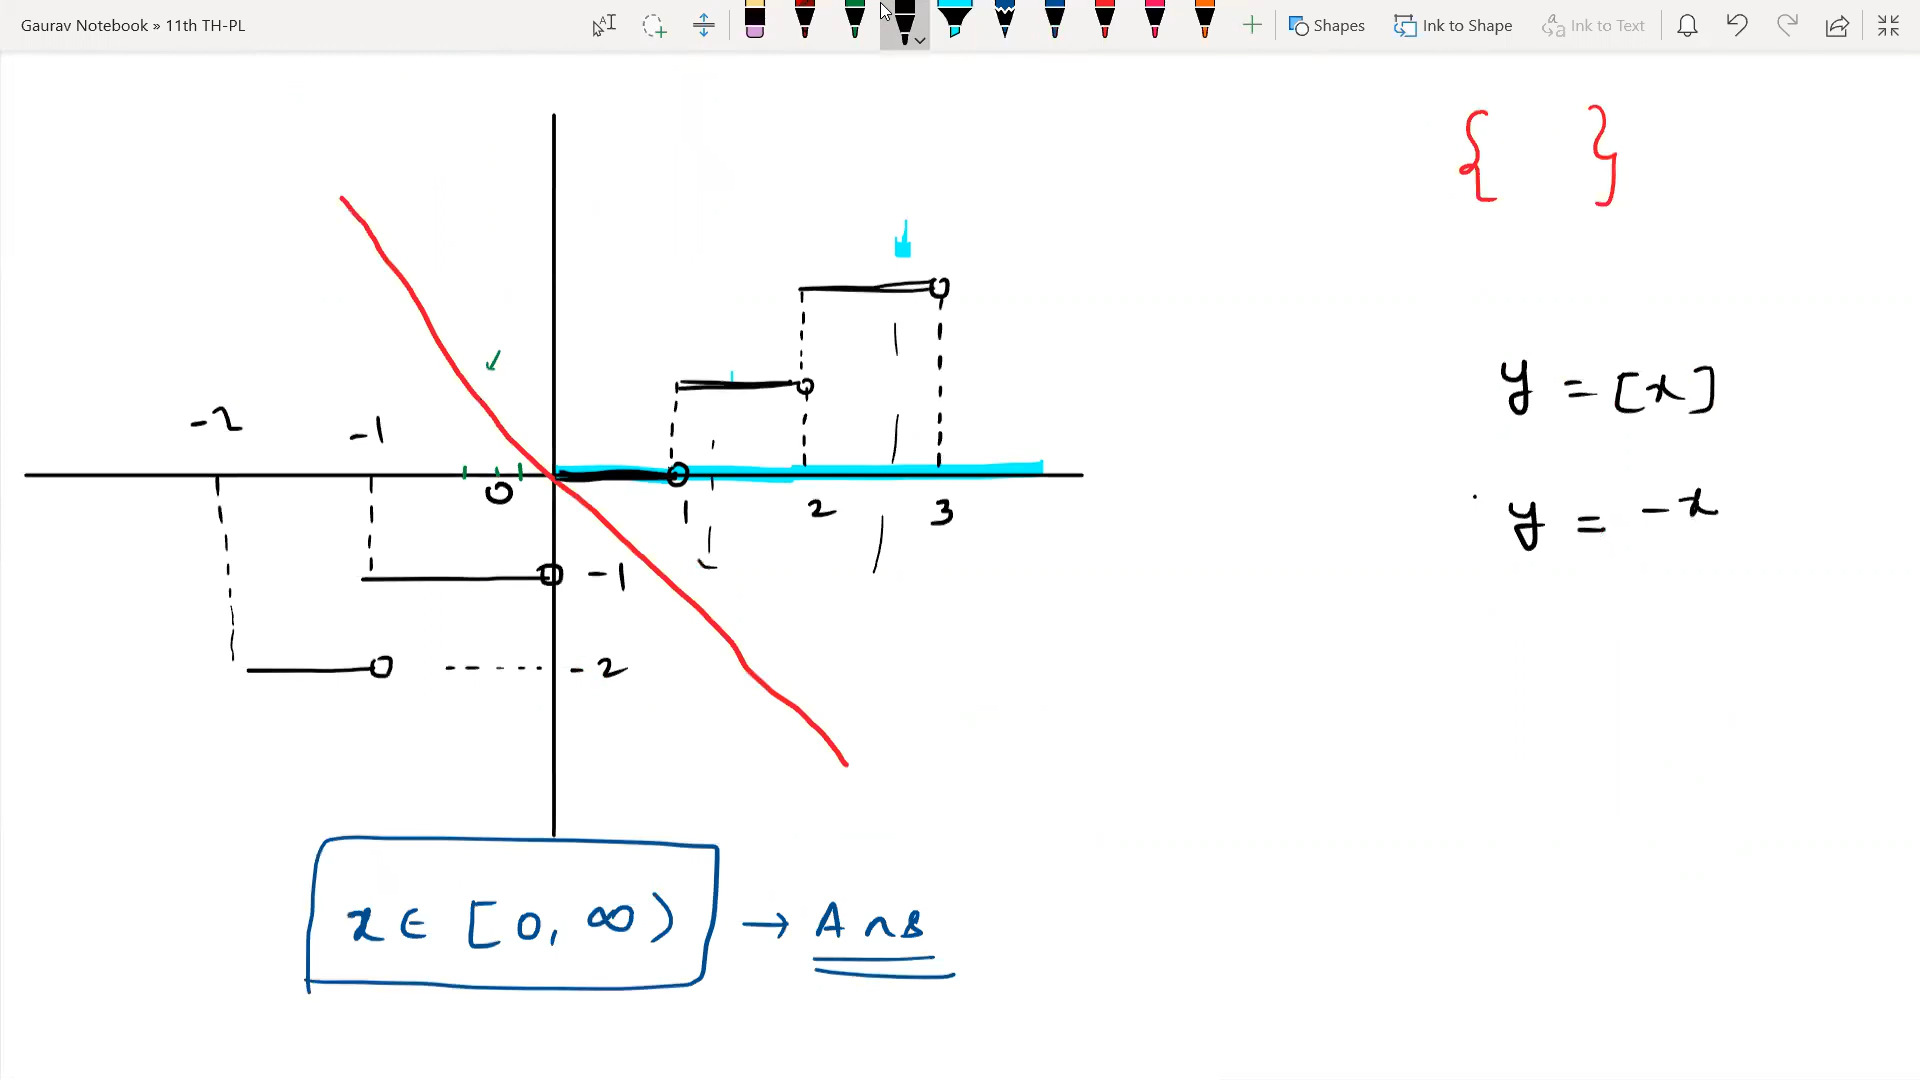 Gaurav Notebook » 11th TH-PL
Shapes
Ink to Shape
Ink to Text
{ }
y = [x]
y = -x
-2
-1
0
1
2
3
-1
-2
x ∈ [0, ∞) → Ans